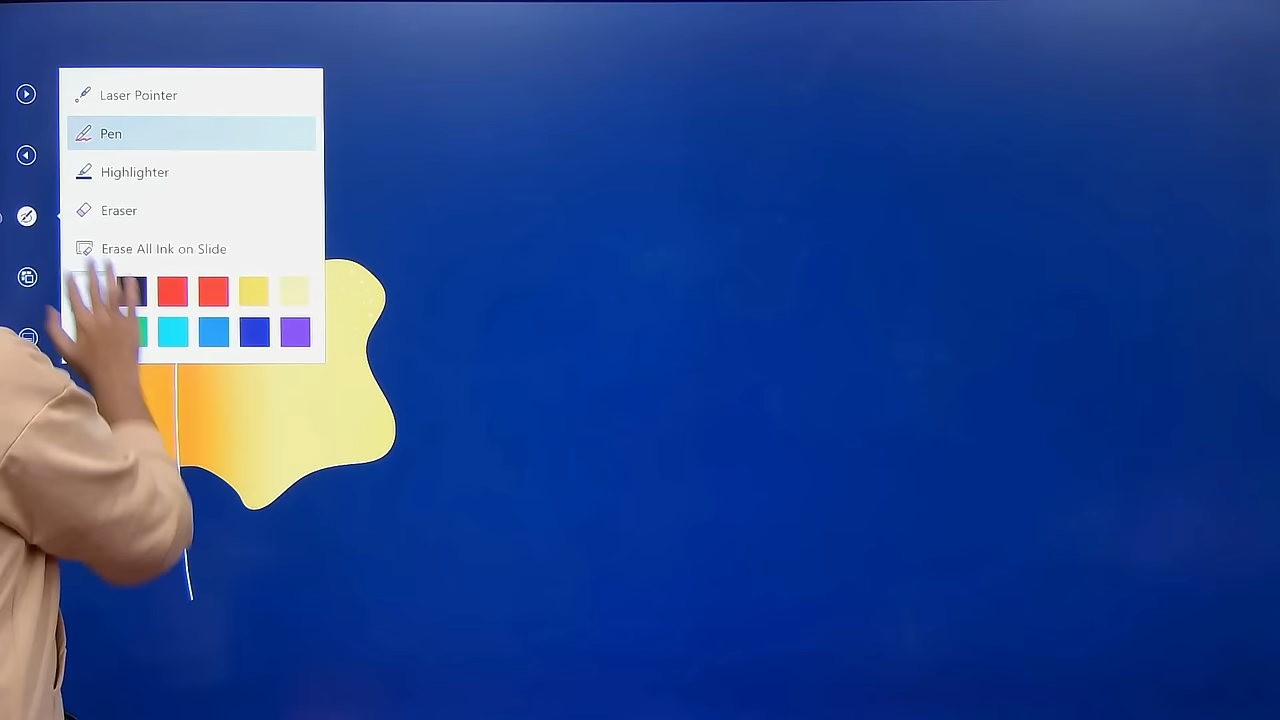 Laser Pointer
Pen
Highlighter
Eraser
Erase All Ink on Slide